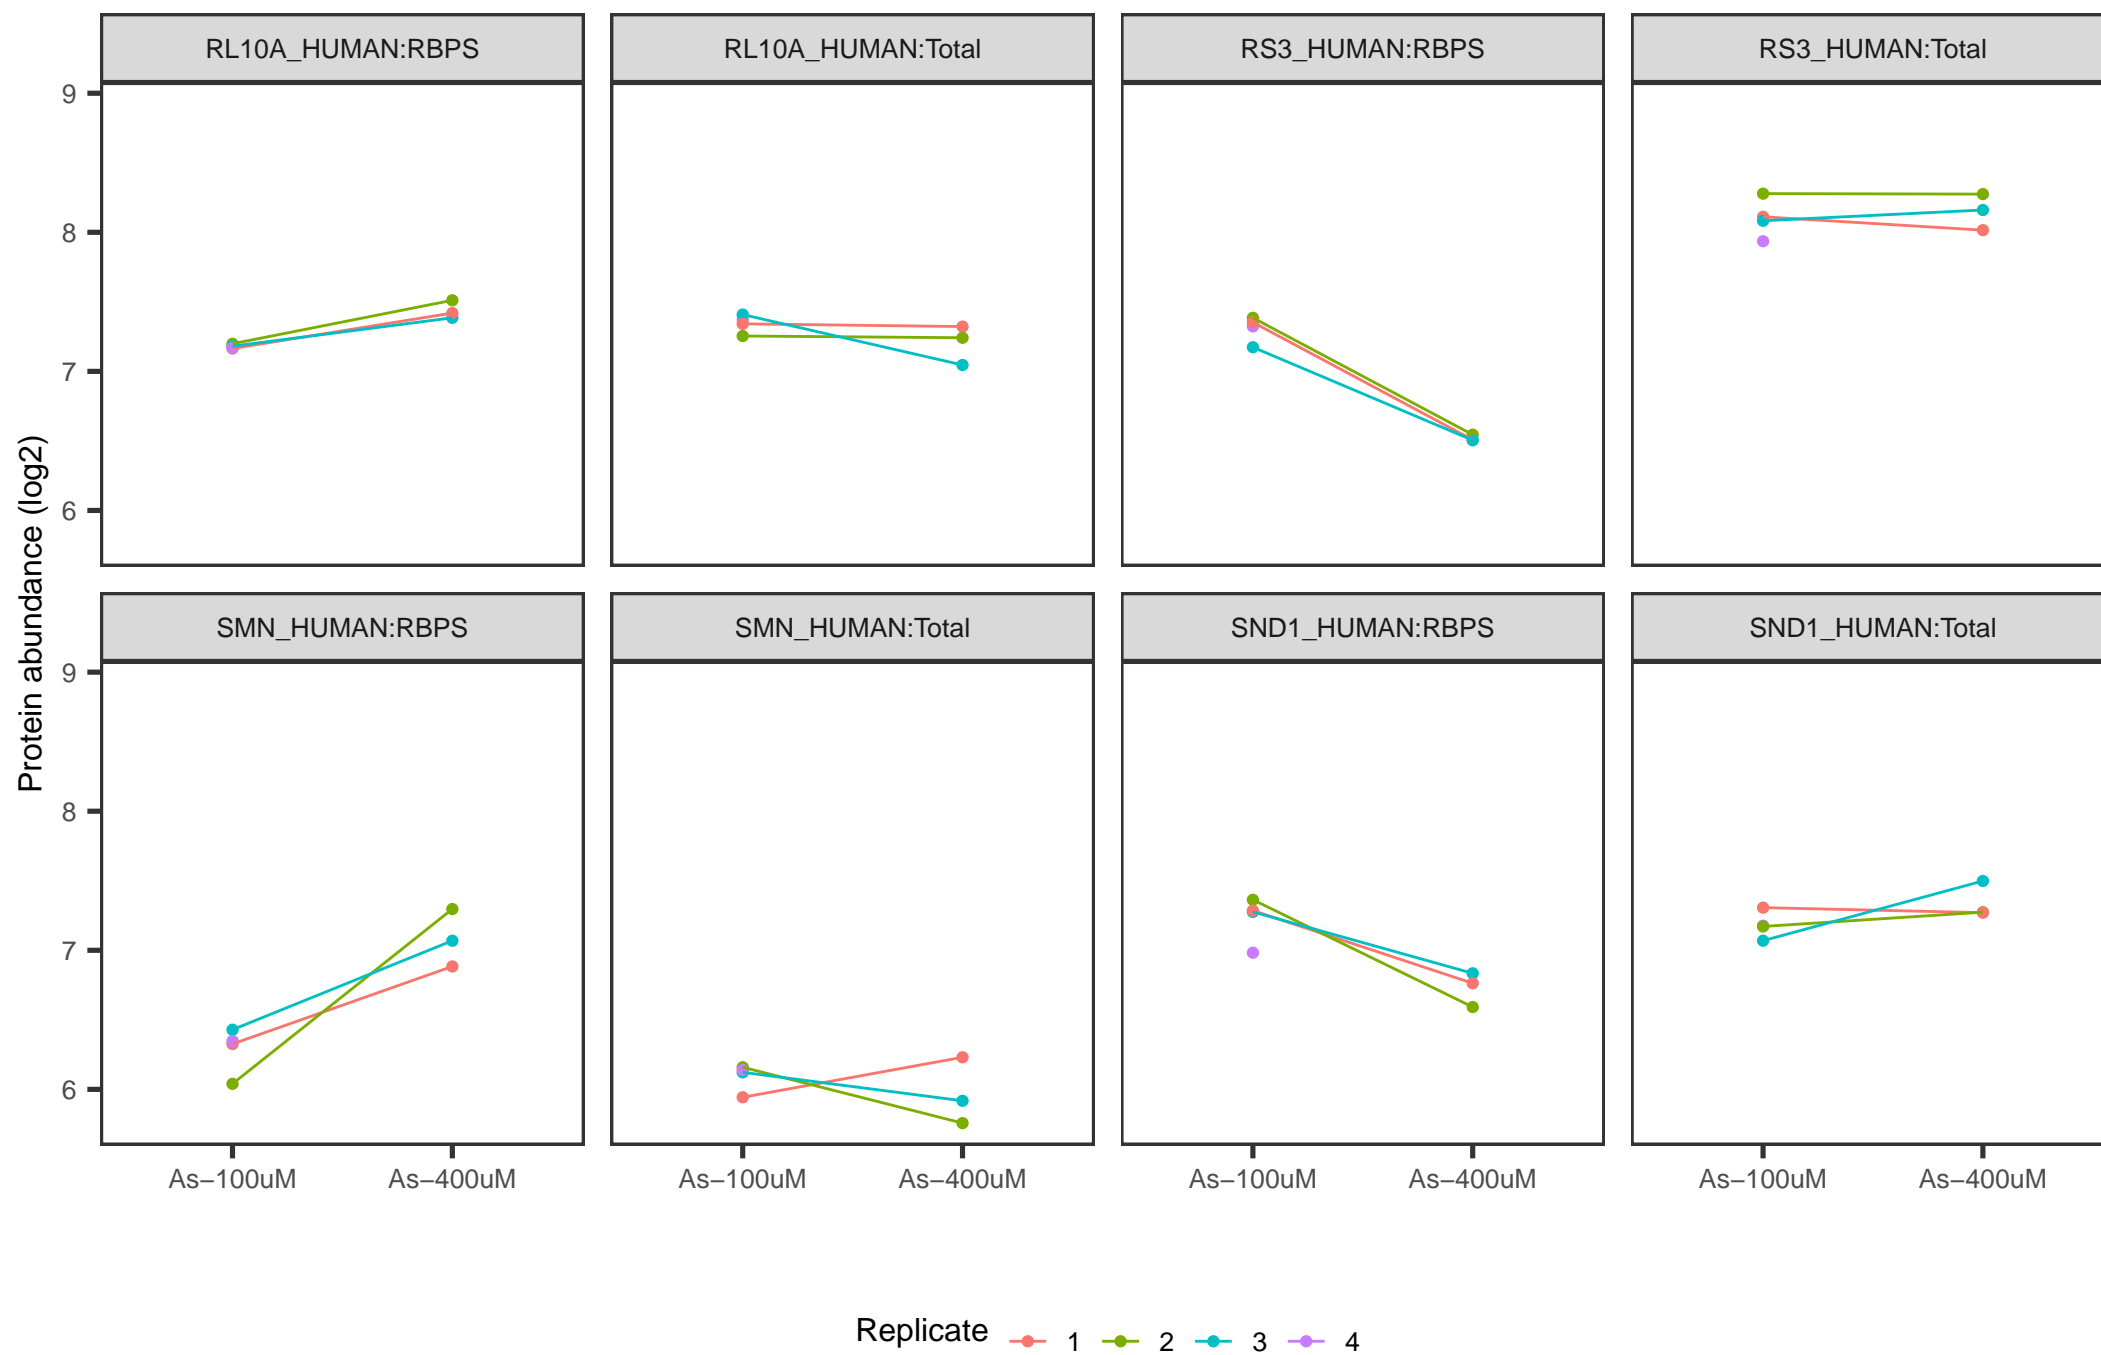 RL10A_HUMAN:RBPS
RL10A_HUMAN:Total
RS3_HUMAN:RBPS
RS3_HUMAN:Total
9
8
7
6
Protein abundance (log2)
SMN_HUMAN:RBPS
SMN_HUMAN:Total
SND1_HUMAN:RBPS
SND1_HUMAN:Total
9
8
7
6
As−100uM
As−400uM
As−100uM
As−400uM
As−100uM
As−400uM
As−100uM
As−400uM
Replicate 1 2 3 4